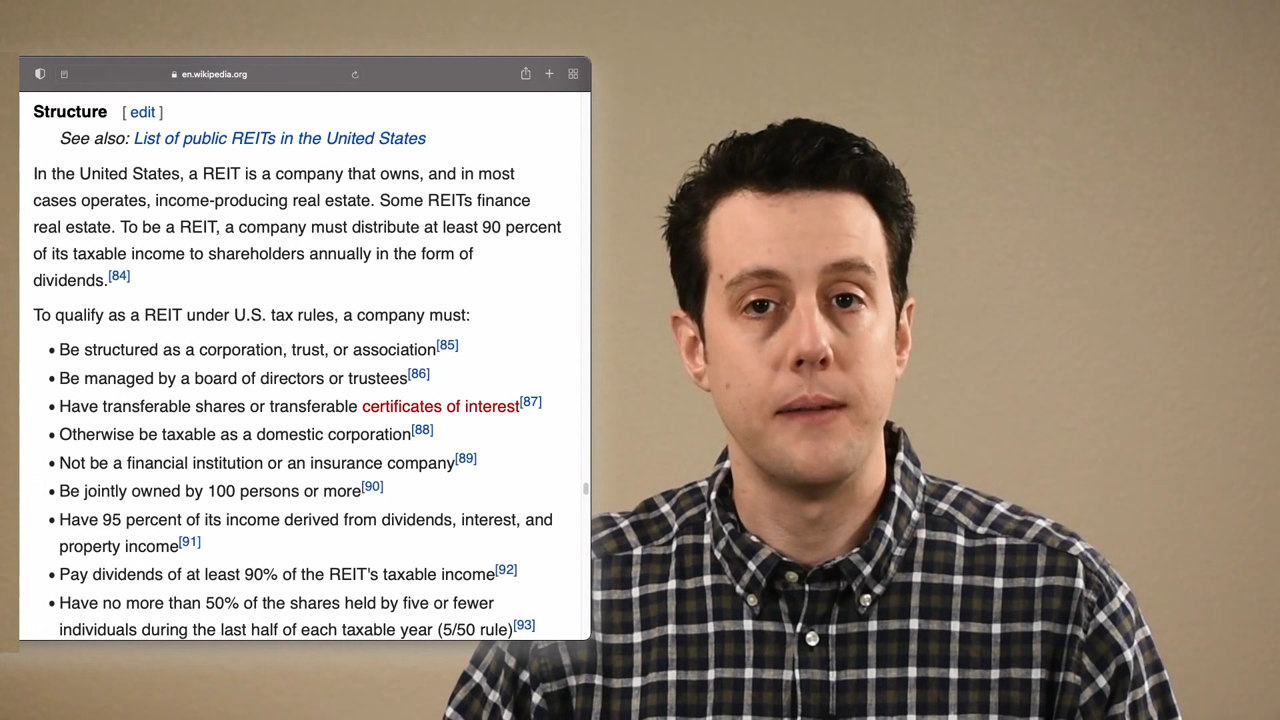 en.wikipedia.org
Structure [ edit ]
See also: List of public REITs in the United States
In the United States, a REIT is a company that owns, and in most
cases operates, income-producing real estate. Some REITs finance
real estate. To be a REIT, a company must distribute at least 90 percent
of its taxable income to shareholders annually in the form of
dividends.[84]
To qualify as a REIT under U.S. tax rules, a company must:
• Be structured as a corporation, trust, or association[85]
• Be managed by a board of directors or trustees[86]
• Have transferable shares or transferable certificates of interest[87]
• Otherwise be taxable as a domestic corporation[88]
• Not be a financial institution or an insurance company[89]
• Be jointly owned by 100 persons or more[90]
• Have 95 percent of its income derived from dividends, interest, and
property income[91]
• Pay dividends of at least 90% of the REIT's taxable income[92]
• Have no more than 50% of the shares held by five or fewer
individuals during the last half of each taxable year (5/50 rule)[93]